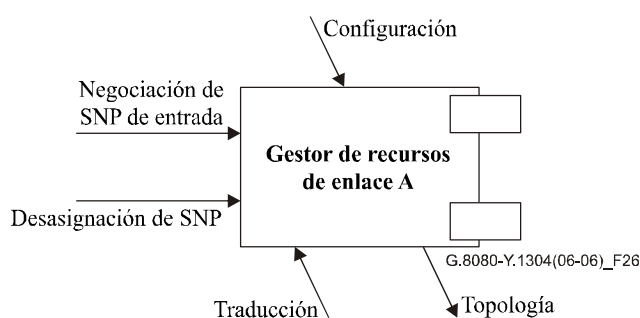 Configuración
Negociación de
SNP de entrada
Gestor de recursos
de enlace A
Desasignación de SNP
G.8080-Y.1304(06-06)_F26
Traducción
Topología